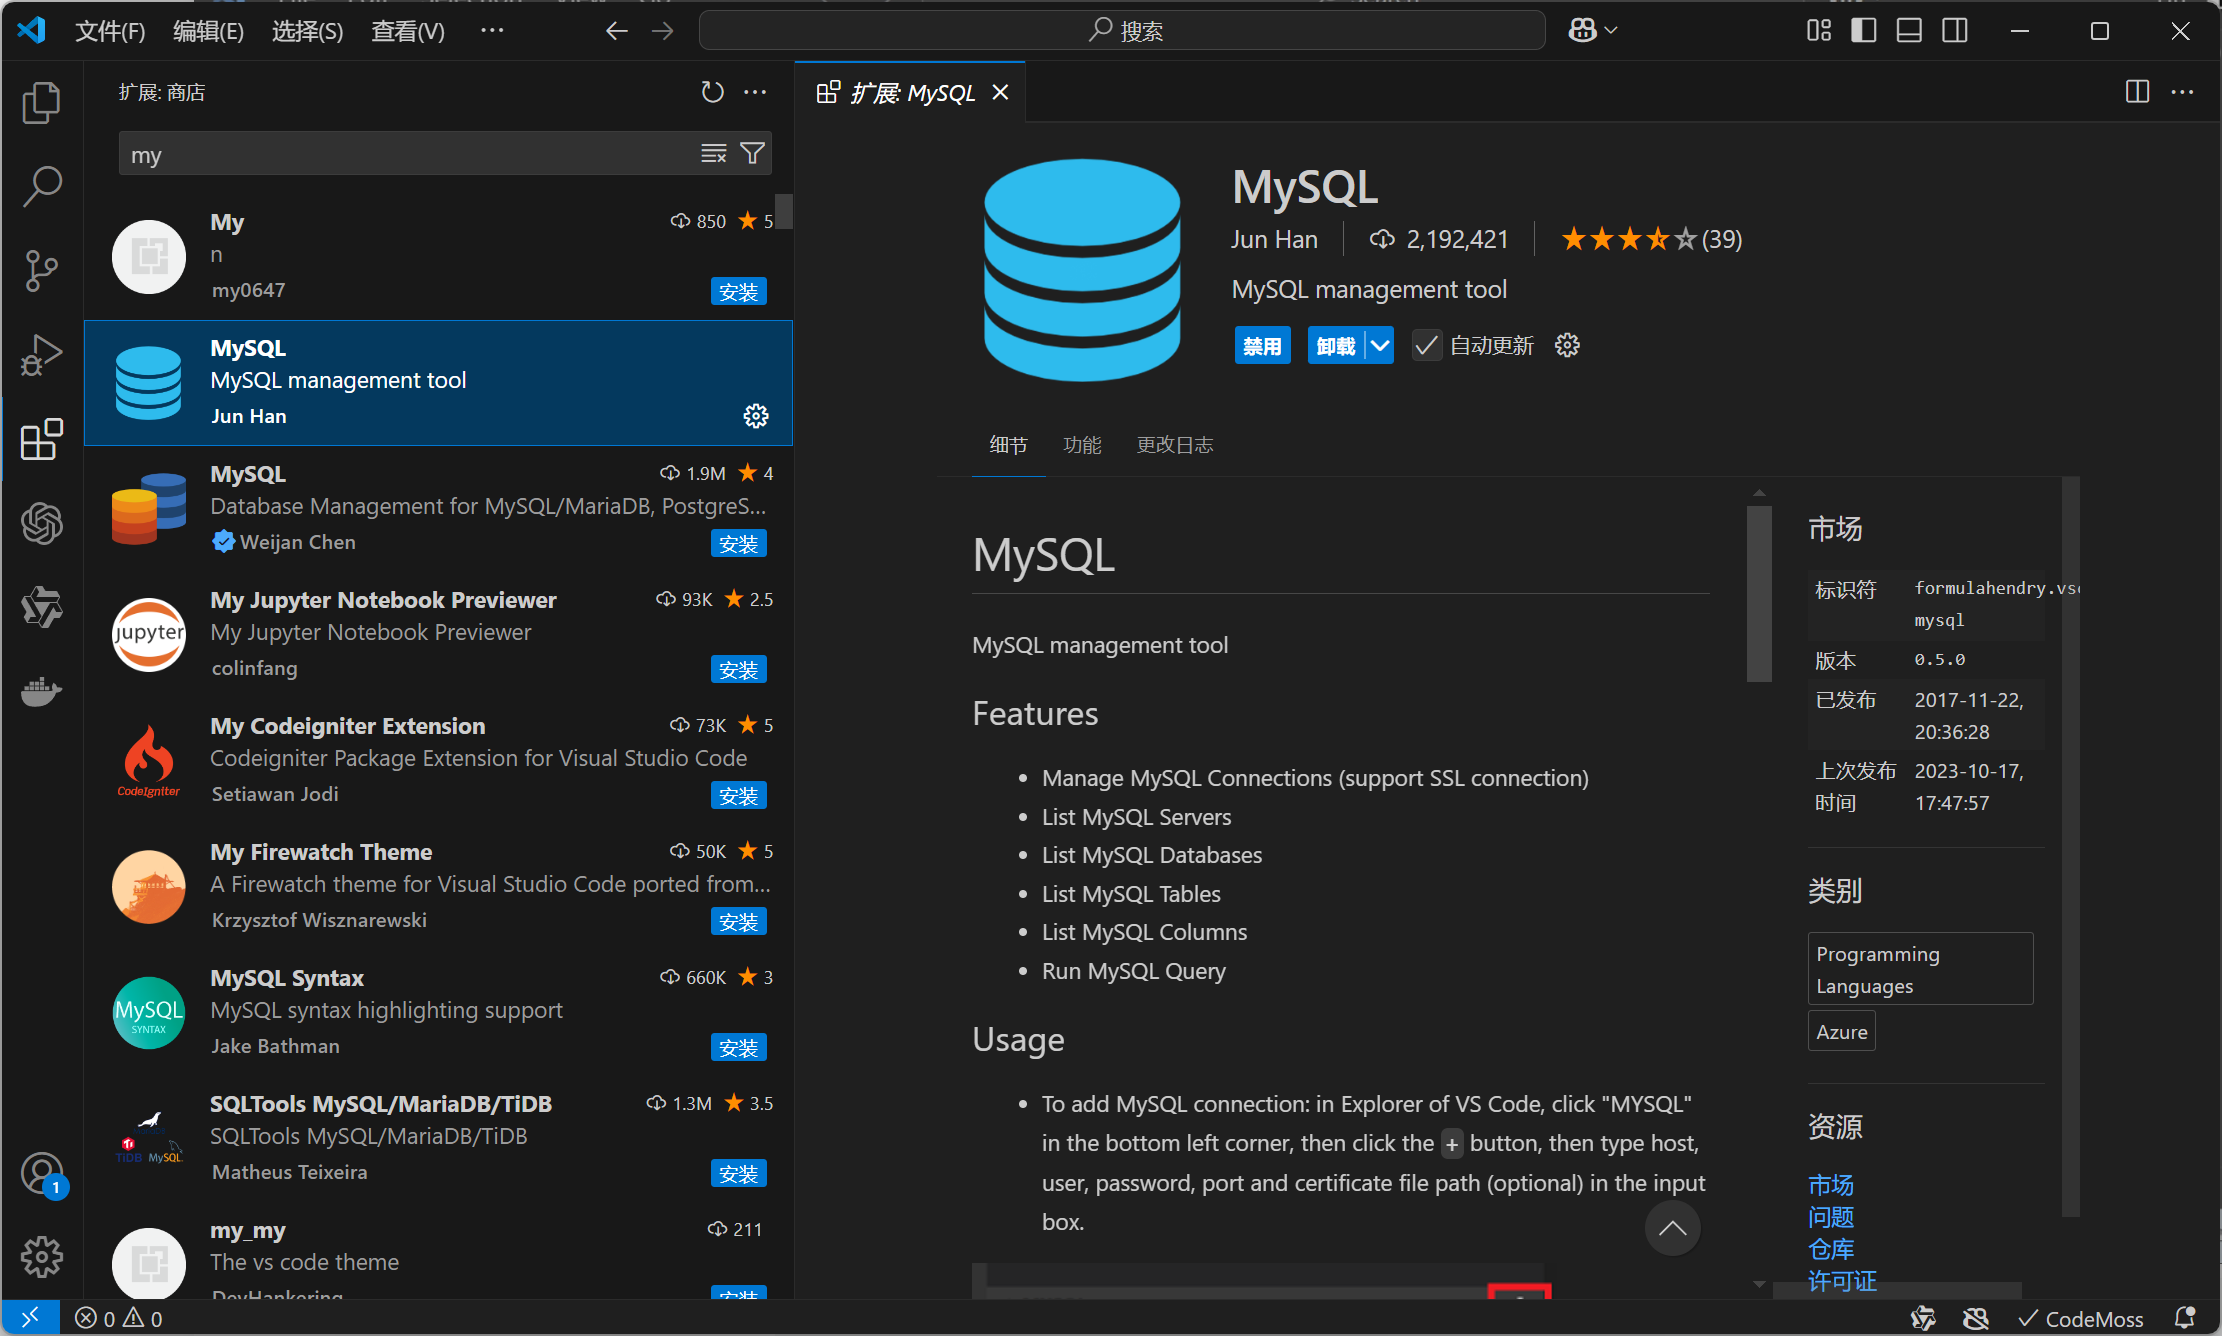 文件(F) 编辑(E) 选择(S) 查看(V) ··· 搜索
扩展: 商店
my
My 850 5
n
my0647 安装
MySQL
MySQL management tool
Jun Han
MySQL 1.9M 4
Database Management for MySQL/MariaDB, PostgreS...
Weijan Chen 安装
My Jupyter Notebook Previewer 93K 2.5
jupyter
My Jupyter Notebook Previewer
colinfang 安装
My Codeigniter Extension 73K 5
Codeigniter Package Extension for Visual Studio Code
CodeIgniter
Setiawan Jodi 安装
My Firewatch Theme 50K 5
A Firewatch theme for Visual Studio Code ported from...
Krzysztof Wisznarewski 安装
MySQL Syntax 660K 3
MySQL
SYNTAX
MySQL syntax highlighting support
Jake Bathman 安装
SQLTools MySQL/MariaDB/TiDB 1.3M 3.5
SQLTools MySQL/MariaDB/TiDB
TiDB MySQL
Matheus Teixeira 安装
my_my 211
The vs code theme
DevHankering 安装
扩展: MySQL
MySQL
Jun Han 2,192,421 (39)
MySQL management tool
禁用 卸载 自动更新
细节 功能 更改日志
MySQL
MySQL management tool
Features
• Manage MySQL Connections (support SSL connection)
• List MySQL Servers
• List MySQL Databases
• List MySQL Tables
• List MySQL Columns
• Run MySQL Query
Usage
• To add MySQL connection: in Explorer of VS Code, click "MYSQL"
in the bottom left corner, then click the + button, then type host,
user, password, port and certificate file path (optional) in the input
box.
市场
标识符 formulahendry.vsc
mysql
版本 0.5.0
已发布 2017-11-22,
20:36:28
上次发布 2023-10-17,
时间 17:47:57
类别
Programming
Languages
Azure
资源
市场
问题
仓库
许可证
1
0 0 CodeMoss